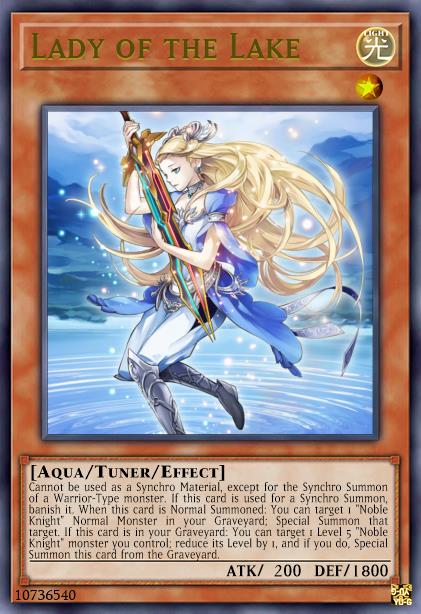 LADY OF THE LAKE
LIGHT
光
[AQUA/TUNER/EFFECT]
Cannot be used as a Synchro Material, except for the Synchro Summon
of a Warrior-Type monster. If this card is used for a Synchro Summon,
banish it. When this card is Normal Summoned: You can target 1 "Noble
Knight" Normal Monster in your Graveyard; Special Summon that
target. If this card is in your Graveyard: You can target 1 Level 5 "Noble
Knight" monster you control; reduce its Level by 1, and if you do, Special
Summon this card from the Graveyard.
ATK/ 200 DEF/1800
10736540